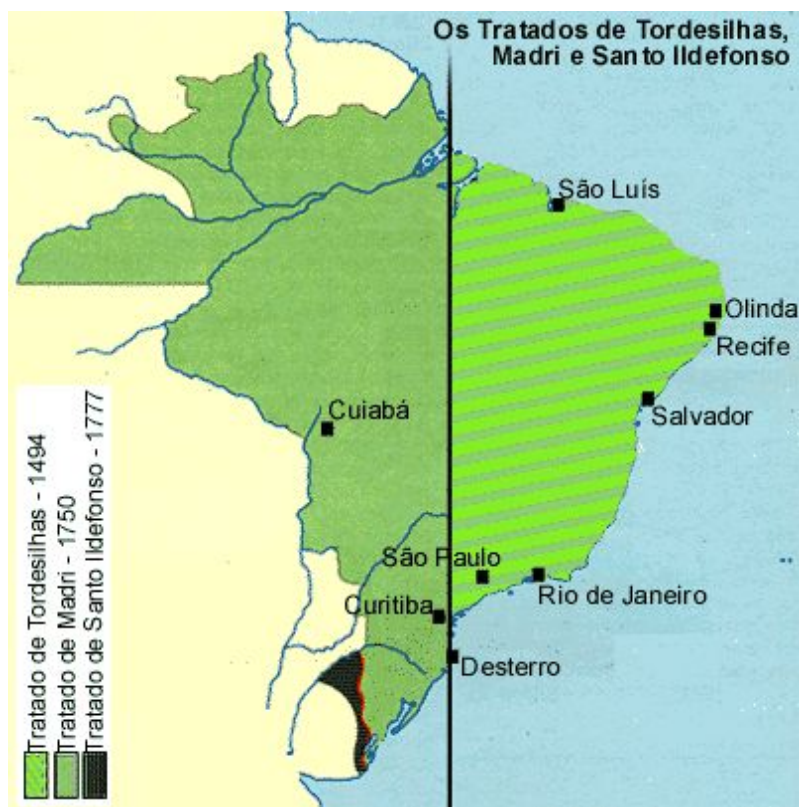 Os Tratados de Tordesilhas,
Madri e Santo Ildefonso
São Luís
Olinda
Recife
Salvador
Cuiabá
São Paulo
Rio de Janeiro
Curitiba
Desterro
Tratado de Tordesilhas - 1494
Tratado de Madri - 1750
Tratado de Santo Ildefonso - 1777